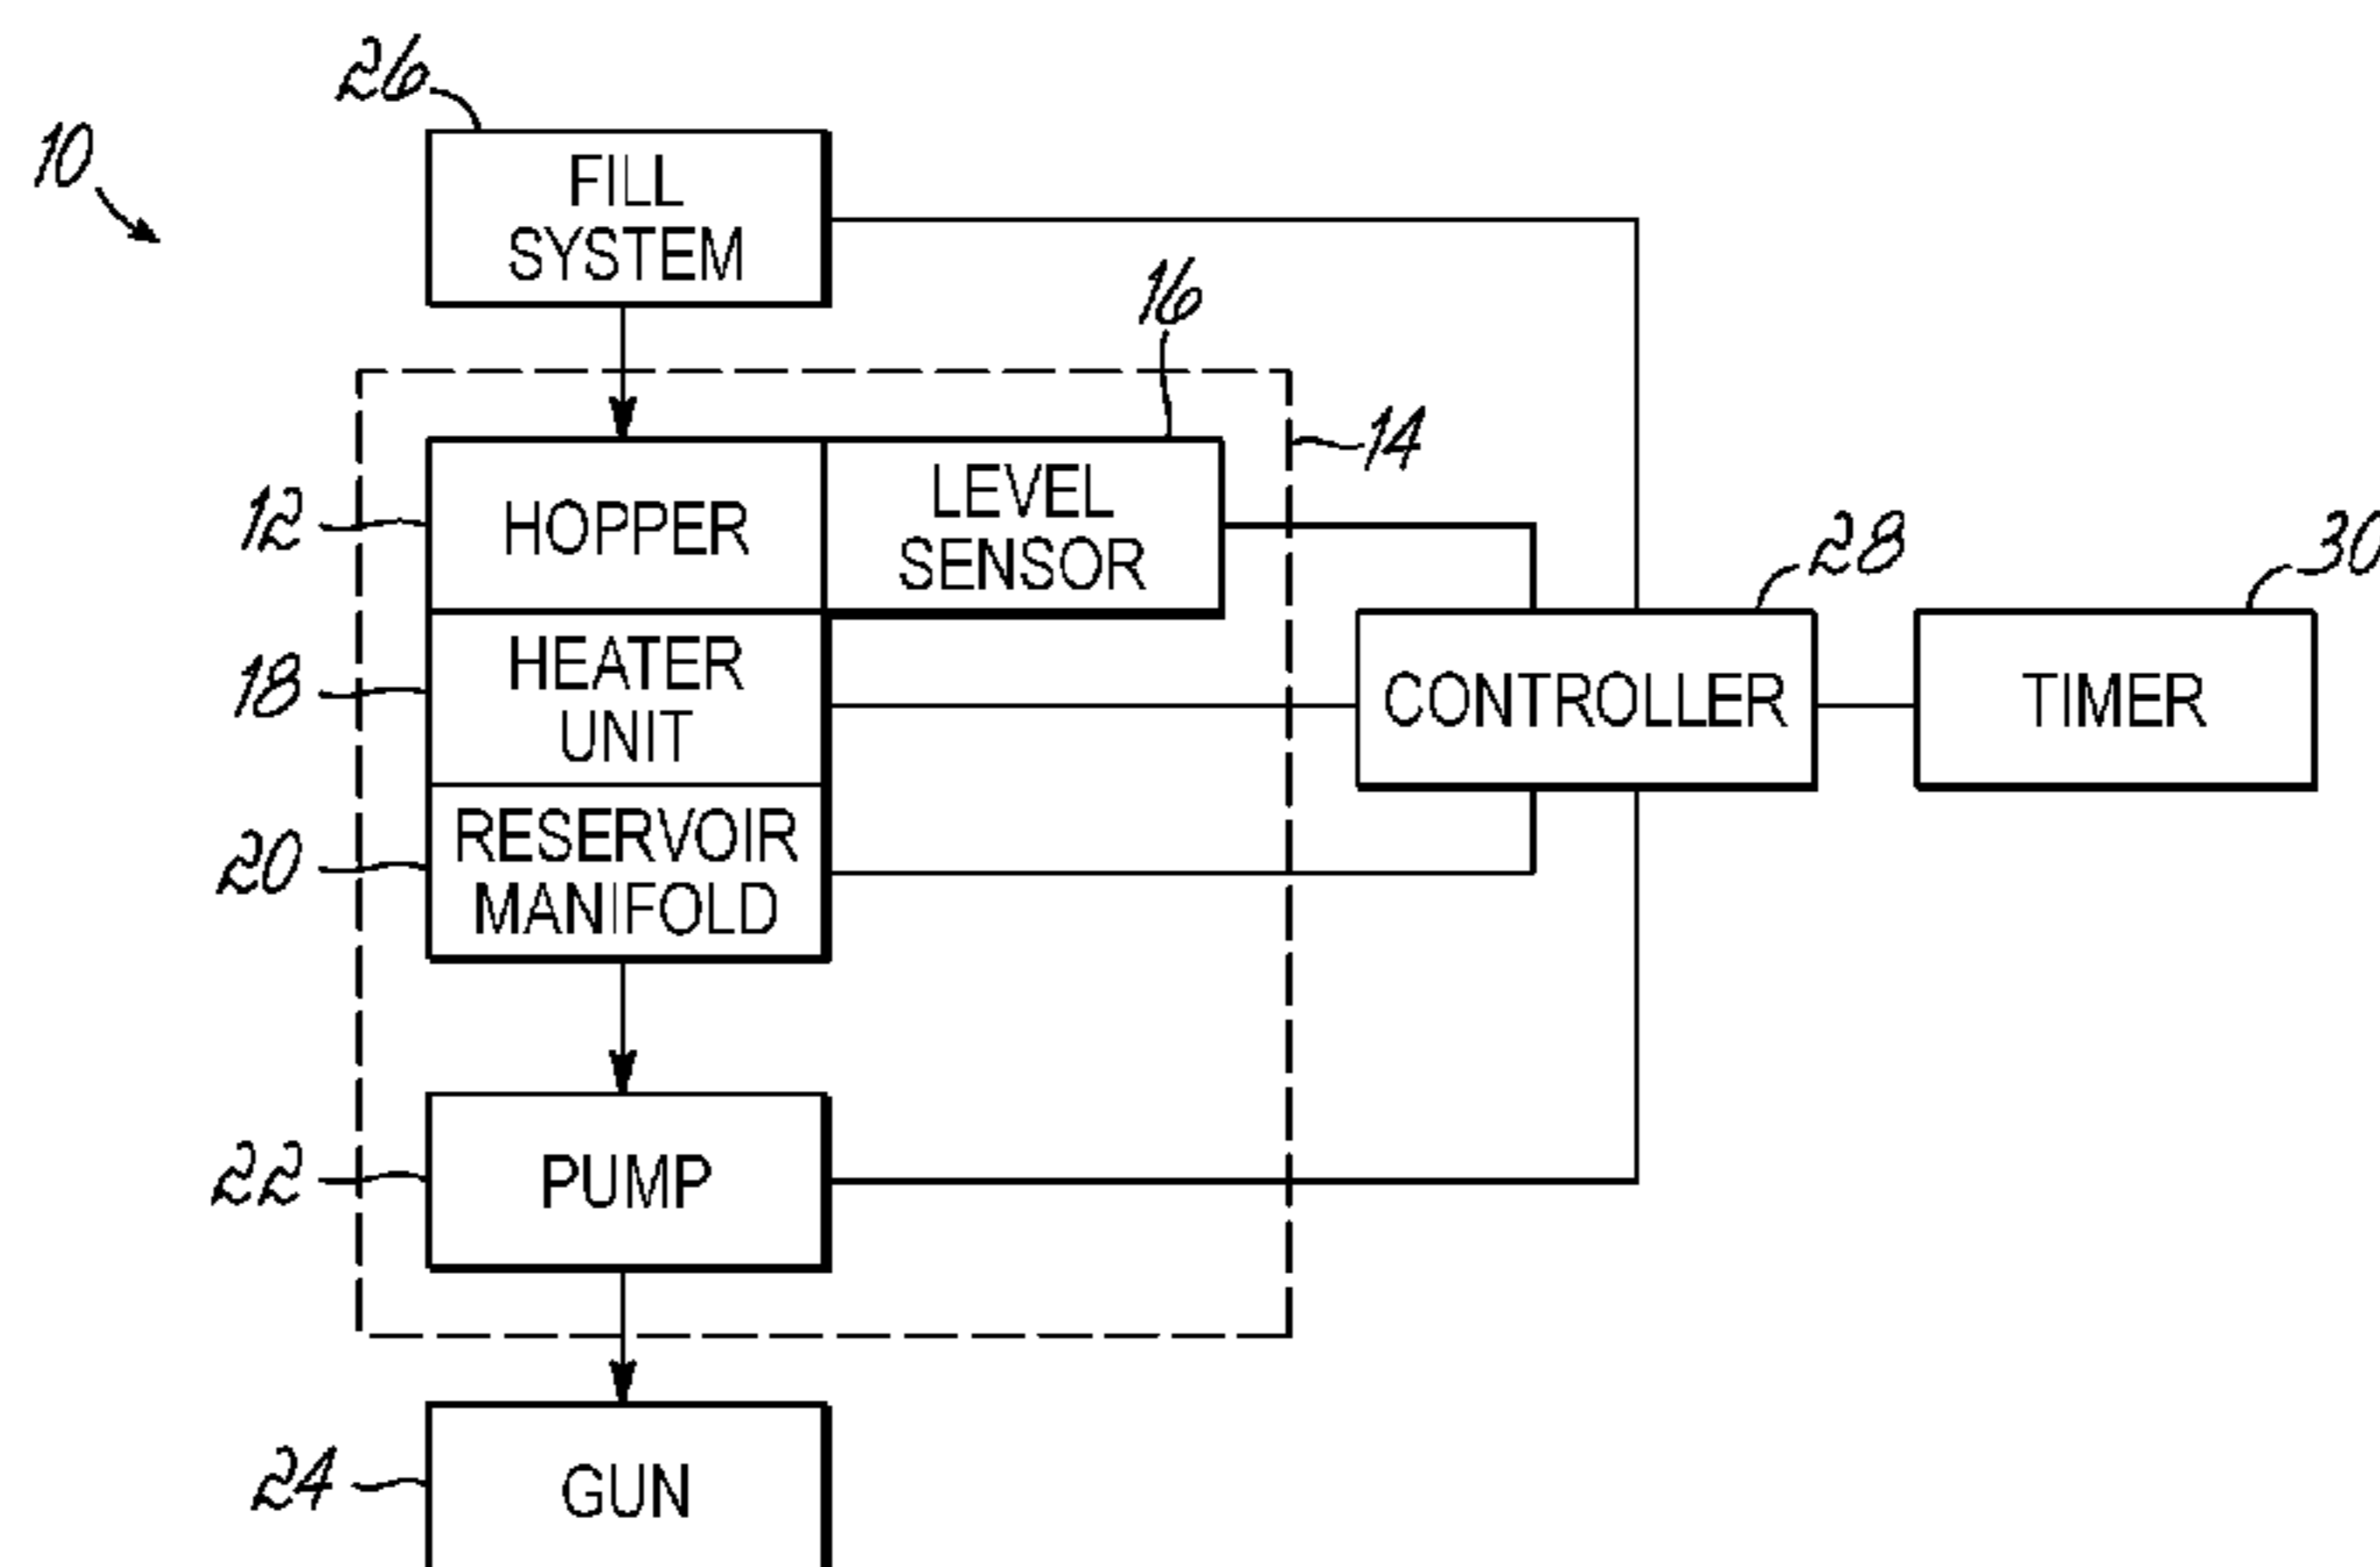 26
10
FILL
SYSTEM
16
14
12
HOPPER
LEVEL
SENSOR
28
30
18
HEATER
UNIT
CONTROLLER
TIMER
20
RESERVOIR
MANIFOLD
22
PUMP
24
GUN